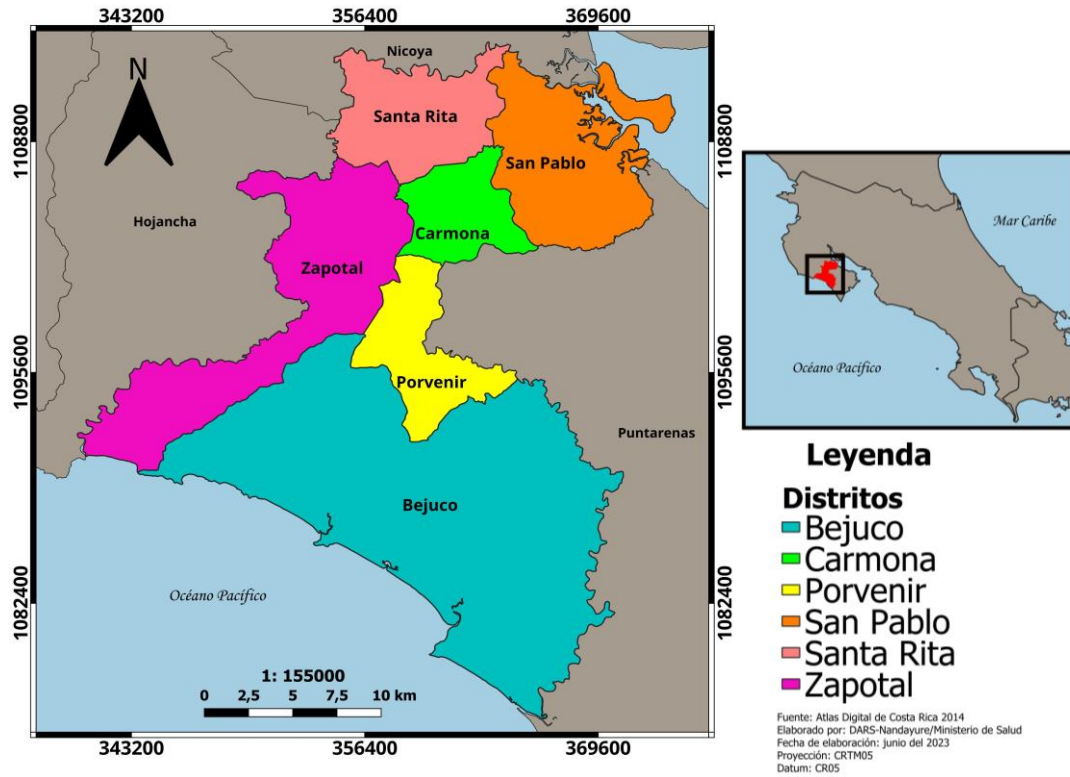 343200 356400 369600
Nicoya
N
Santa Rita
1108800 1108800
San Pablo
Hojancha
Carmona
Zapotal
1095600 1095600
Porvenir
Puntarenas
Bejuco
Océano Pacífico
1082400 1082400
1: 155000
0 2,5 5 7,5 10 km
343200 356400 369600
Mar Caribe
Océano Pacífico
Leyenda
Distritos
Bejuco
Carmona
Porvenir
San Pablo
Santa Rita
Zapotal
Fuente: Atlas Digital de Costa Rica 2014
Elaborado por: DARS-Nandayure/Ministerio de Salud
Fecha de elaboración: junio del 2023
Proyección: CRTM05
Datum: CR05